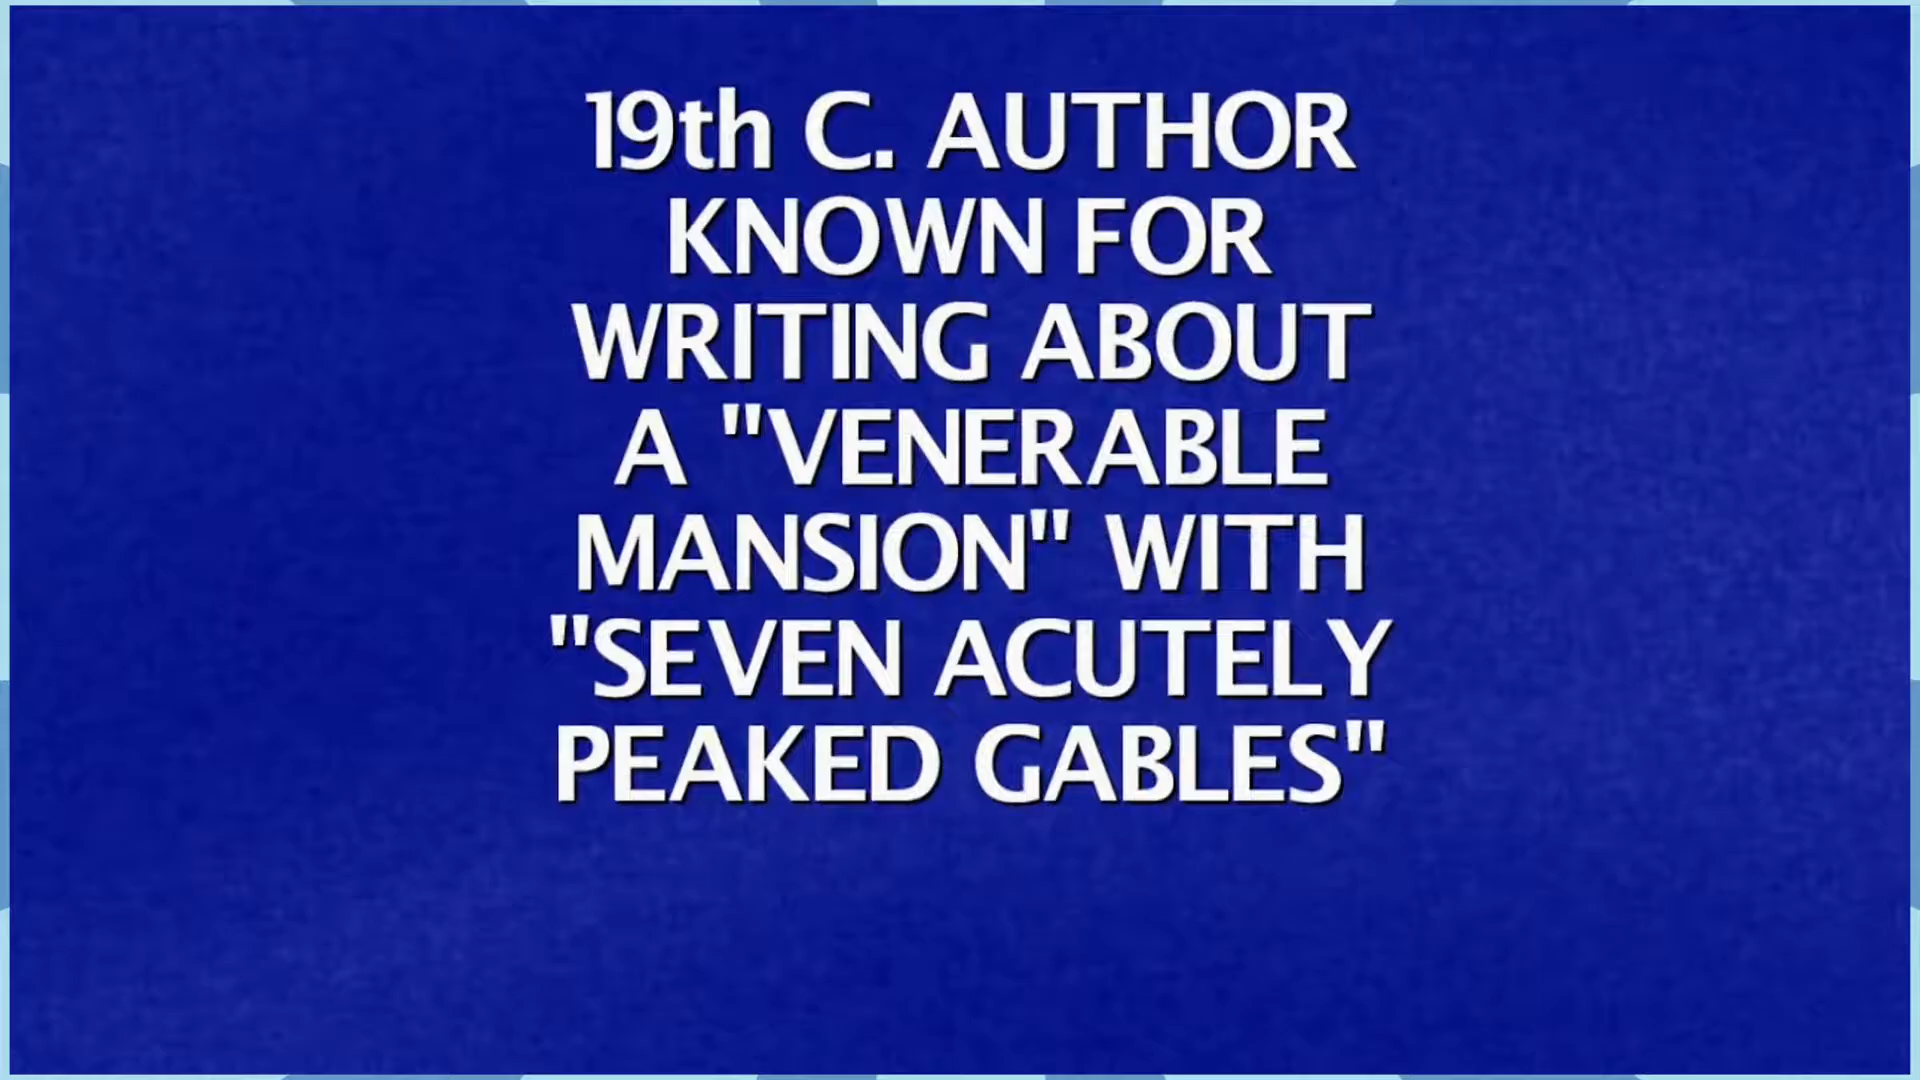 19th C. AUTHOR
KNOWN FOR
WRITING ABOUT
A "VENERABLE
MANSION" WITH
"SEVEN ACUTELY
PEAKED GABLES"